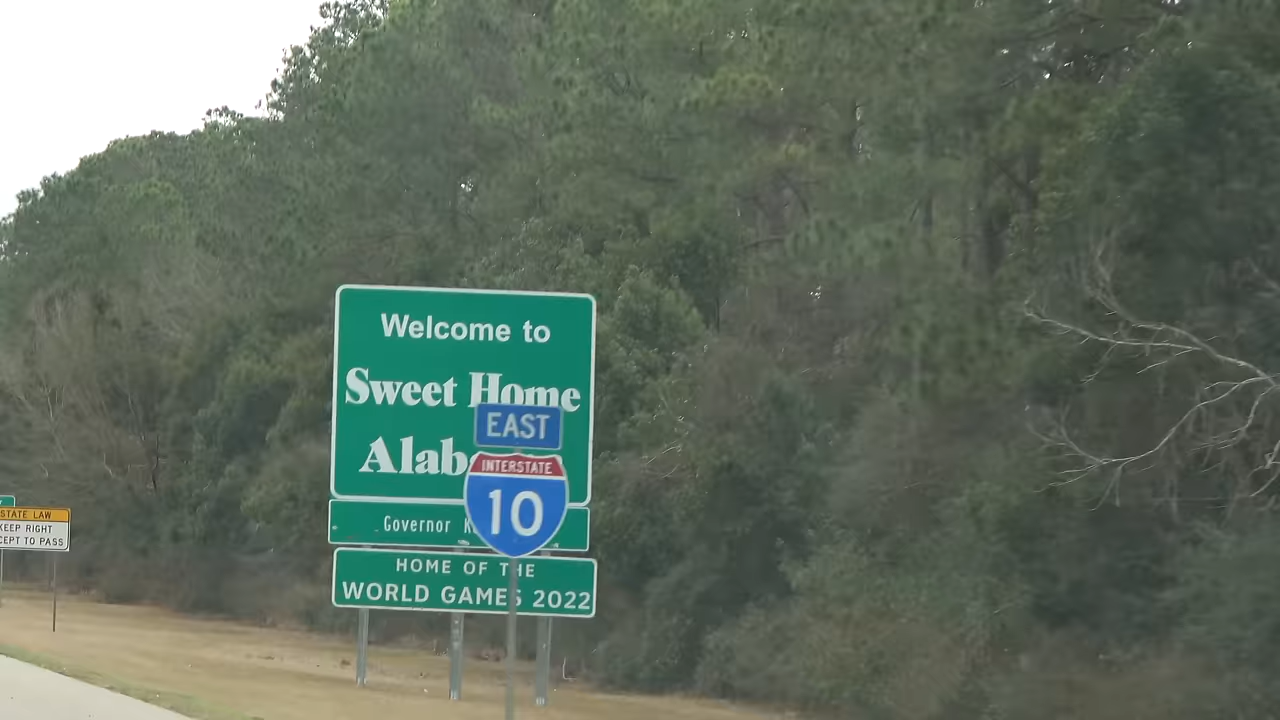 Welcome to
Sweet Home
Alab
EAST
INTERSTATE
10
Governor
HOME OF THE
WORLD GAMES 2022
STATE LAW
KEEP RIGHT
CEPT TO PASS